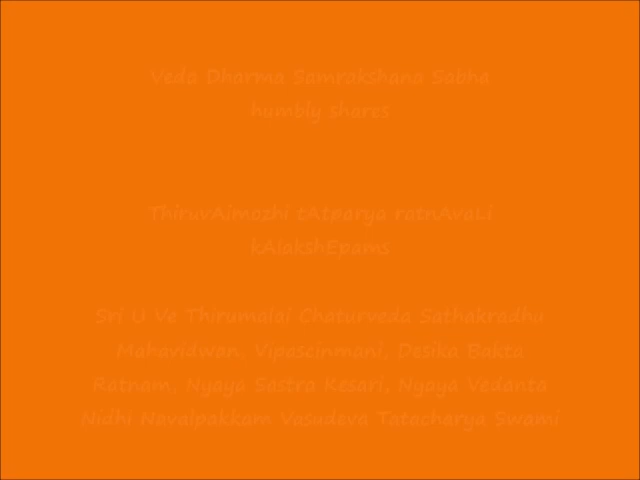 Veda Dharma Samrakshana Sabha
humbly shares
ThiruvAimozhi tAtparya ratnAvaLi
kAlakshEpams
Sri U Ve Thirumalai Chaturveda Sathakradhu
Mahavidwan, Vipascinmani, Desika Bakta
Ratnam, Nyaya Sastra Kesari, Nyaya Vedanta
Nidhi Navalpakkam Vasudeva Tatacharya Swami